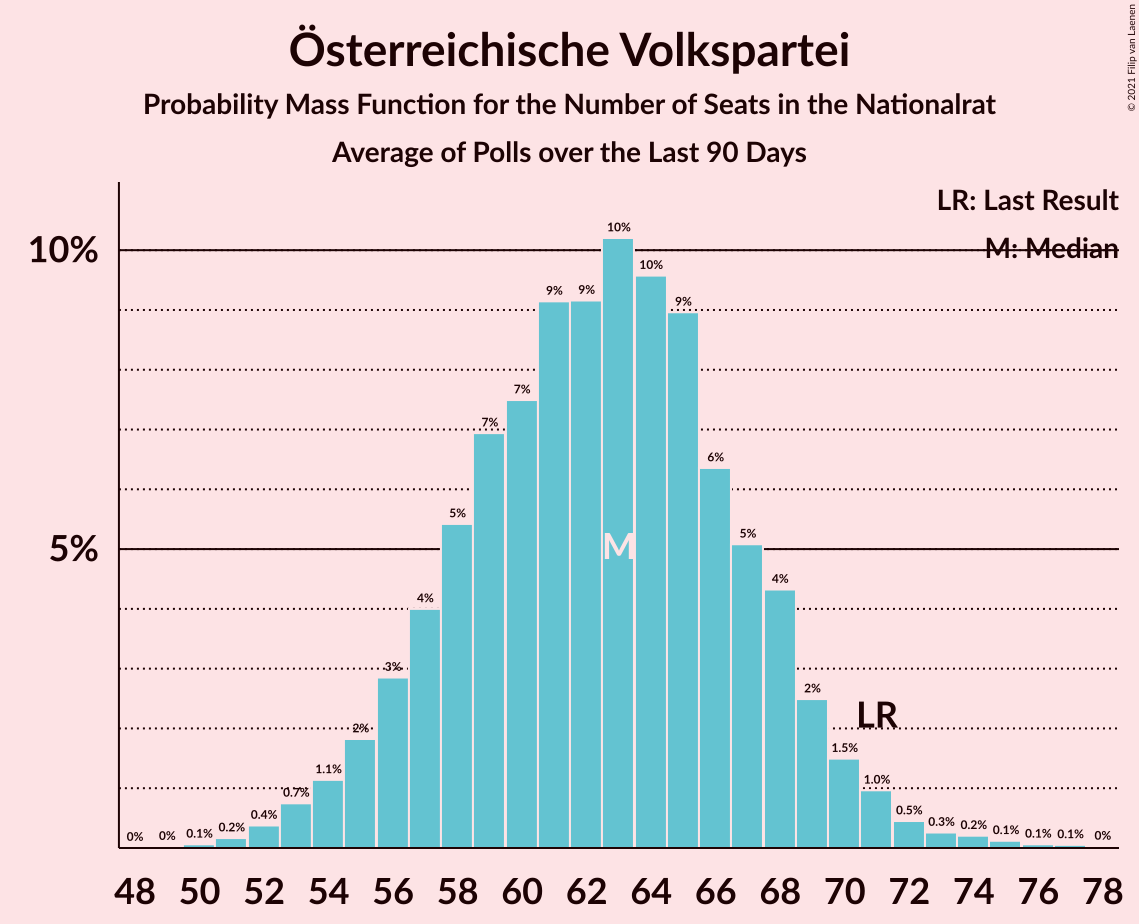 Österreichische Volkspartei
Probability Mass Function for the Number of Seats in the Nationalrat
Average of Polls over the Last 90 Days
© 2021 Filip van Laenen
LR: Last Result
M: Median
10%
5%
0% 0% 0.1% 0.2% 0.4% 0.7% 1.1% 2% 3% 4% 5% 7% 7% 9% 9% 10% 10% 9% 6% 5% 4% 2% 1.5% 1.0% 0.5% 0.3% 0.2% 0.1% 0.1% 0.1% 0%
M
LR
48 50 52 54 56 58 60 62 64 66 68 70 72 74 76 78